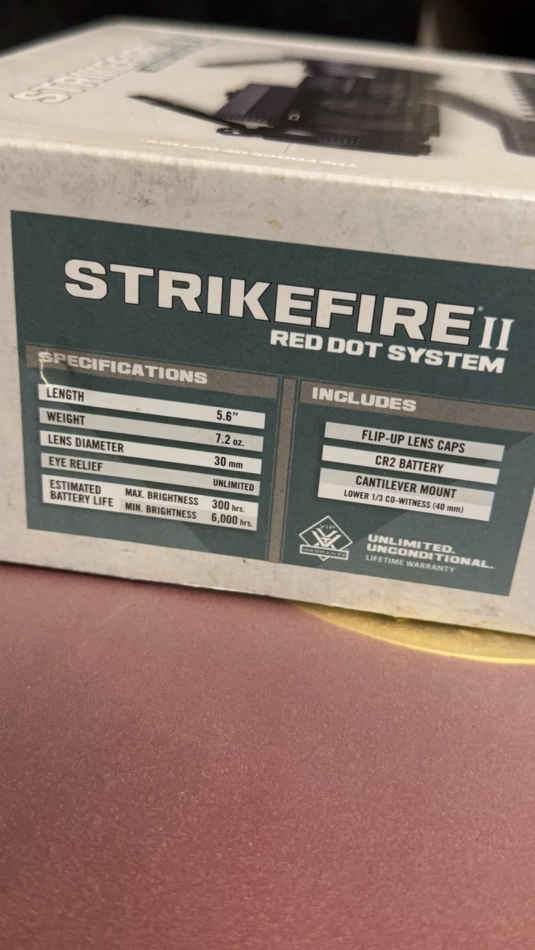 STRIKEFIRE II
RED DOT SYSTEM
SPECIFICATIONS
LENGTH 5.6"
WEIGHT 7.2 oz.
LENS DIAMETER 30 mm
EYE RELIEF UNLIMITED
ESTIMATED BATTERY LIFE MAX. BRIGHTNESS 300 hrs.
MIN. BRIGHTNESS 6,000 hrs.
INCLUDES
FLIP-UP LENS CAPS
CR2 BATTERY
CANTILEVER MOUNT
LOWER 1/3 CO-WITNESS (40 mm)
VIP
UNLIMITED.
UNCONDITIONAL.
LIFETIME WARRANTY